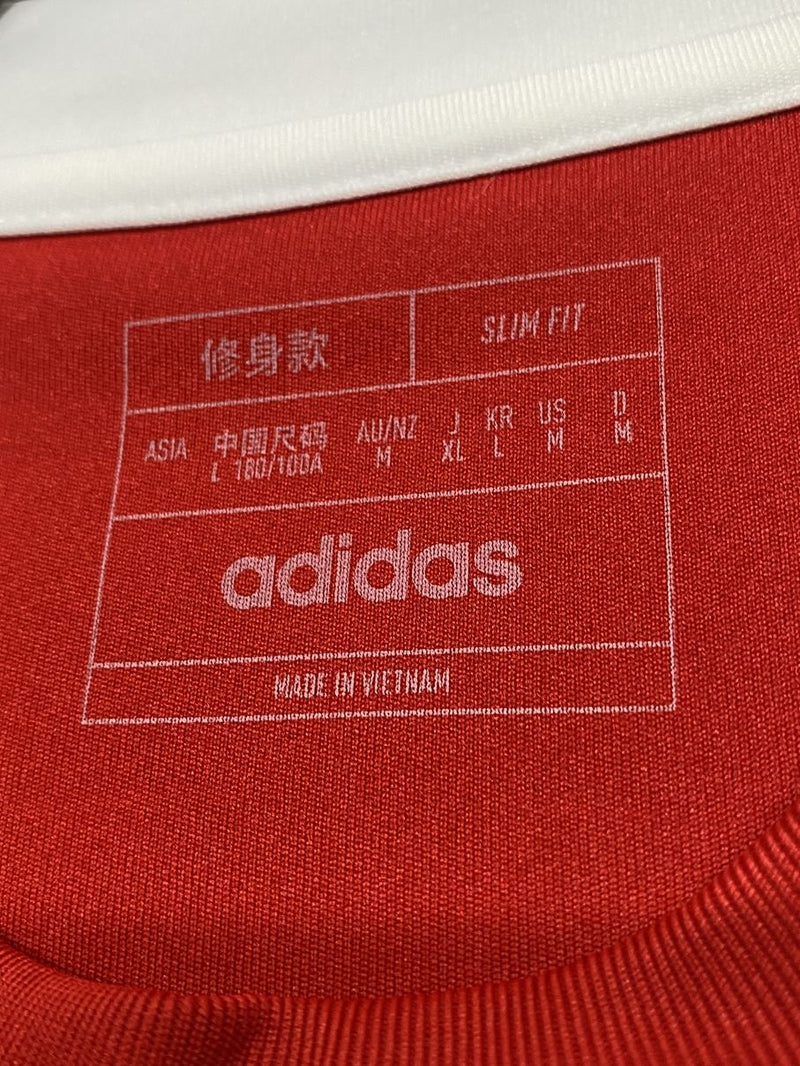 修身款 SLIM FIT
ASIA 中国尺码 AU/NZ J KR US D
L 180/100A M XL L M M
adidas
MADE IN VIETNAM